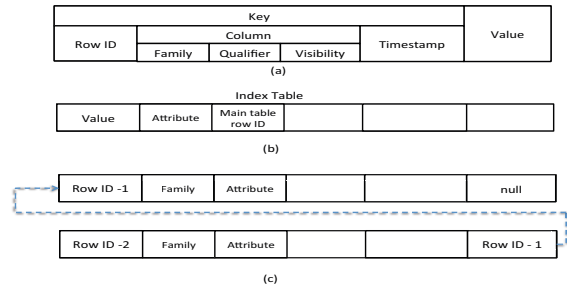 Key
Value
Row ID
Column
Timestamp
Family Qualifier Visibility
(a)
Index Table
Value Attribute Main table row ID
(b)
Row ID -1 Family Attribute null
Row ID -2 Family Attribute Row ID - 1
(c)